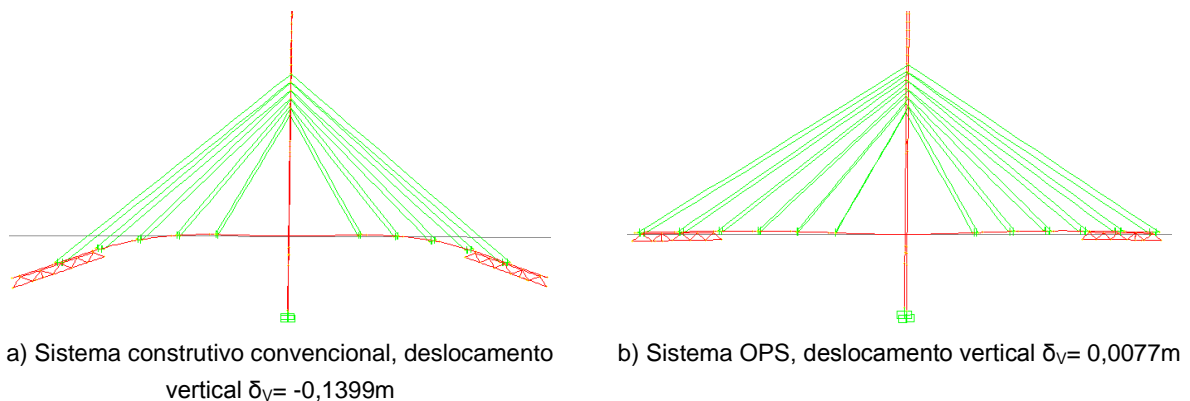 a) Sistema construtivo convencional, deslocamento
vertical δV= -0,1399m
b) Sistema OPS, deslocamento vertical δV= 0,0077m